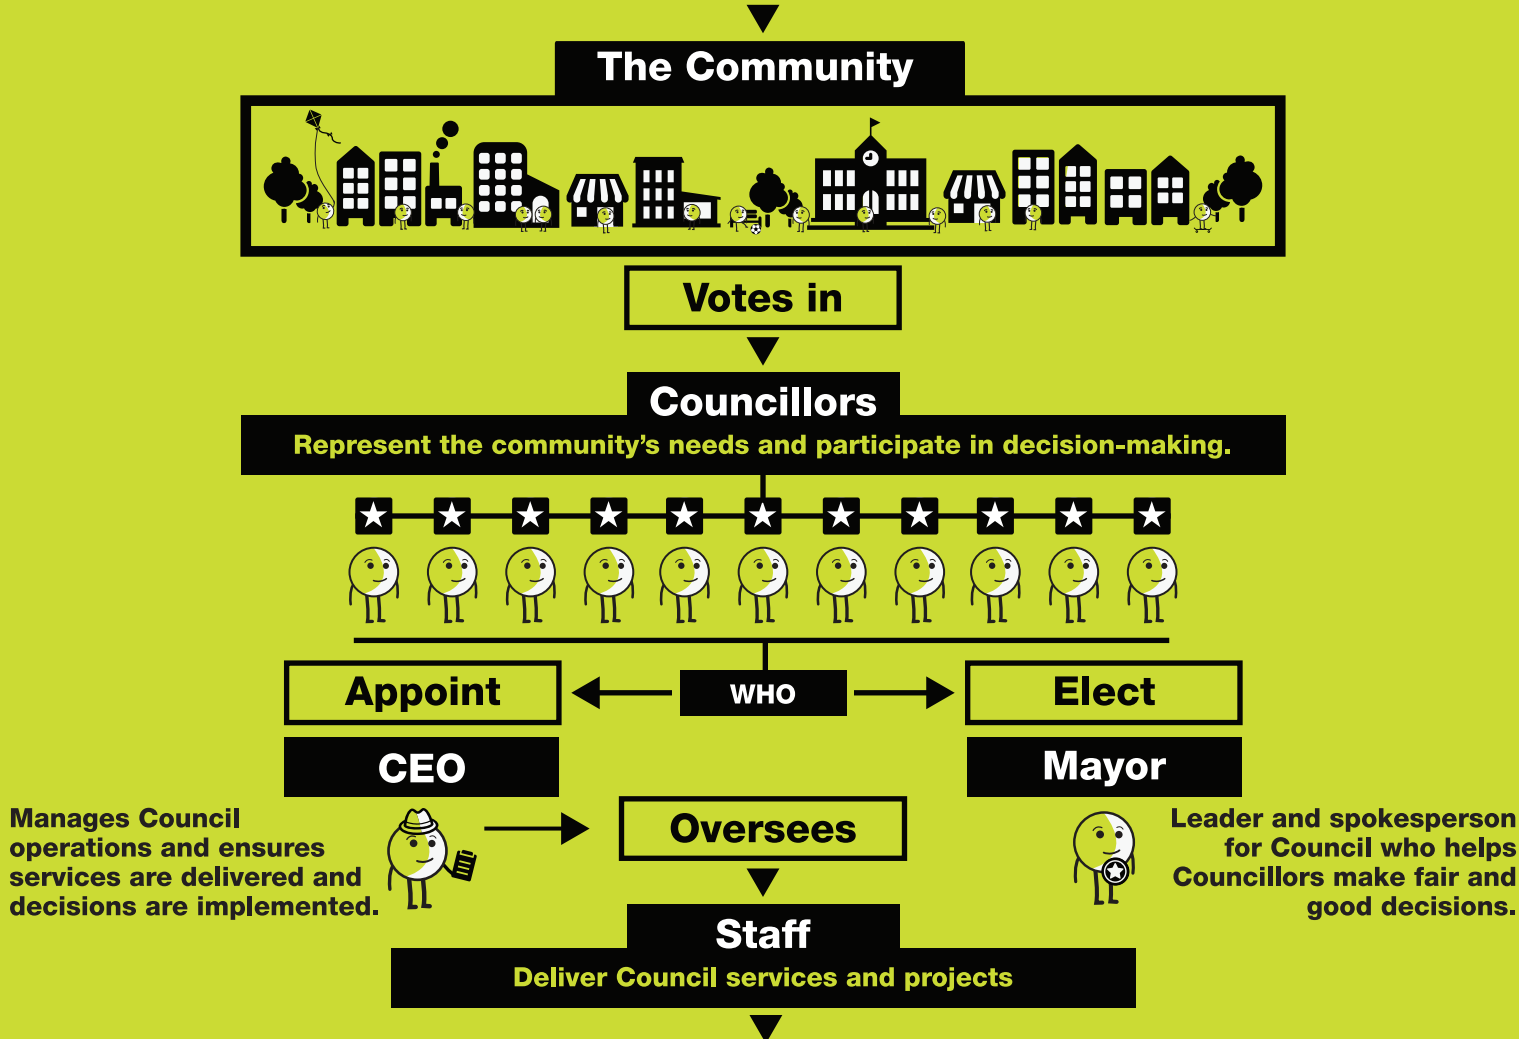 The Community
Votes in
Councillors
Represent the community’s needs and participate in decision-making.
Appoint
WHO
Elect
CEO
Mayor
Manages Council
operations and ensures
services are delivered and
decisions are implemented.
Oversees
Leader and spokesperson
for Council who helps
Councillors make fair and
good decisions.
Staff
Deliver Council services and projects